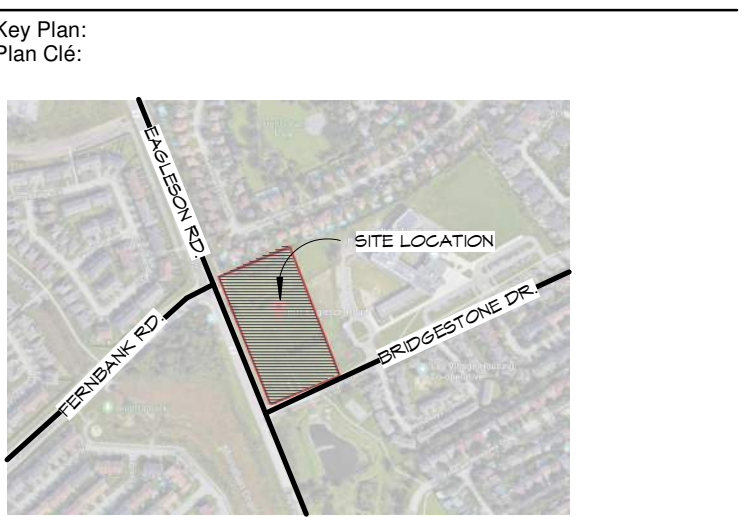 Key Plan:
Plan Clé:
EAGLESON RD.
SITE LOCATION
BRIDGESTONE DR.
FERNBANK RD.